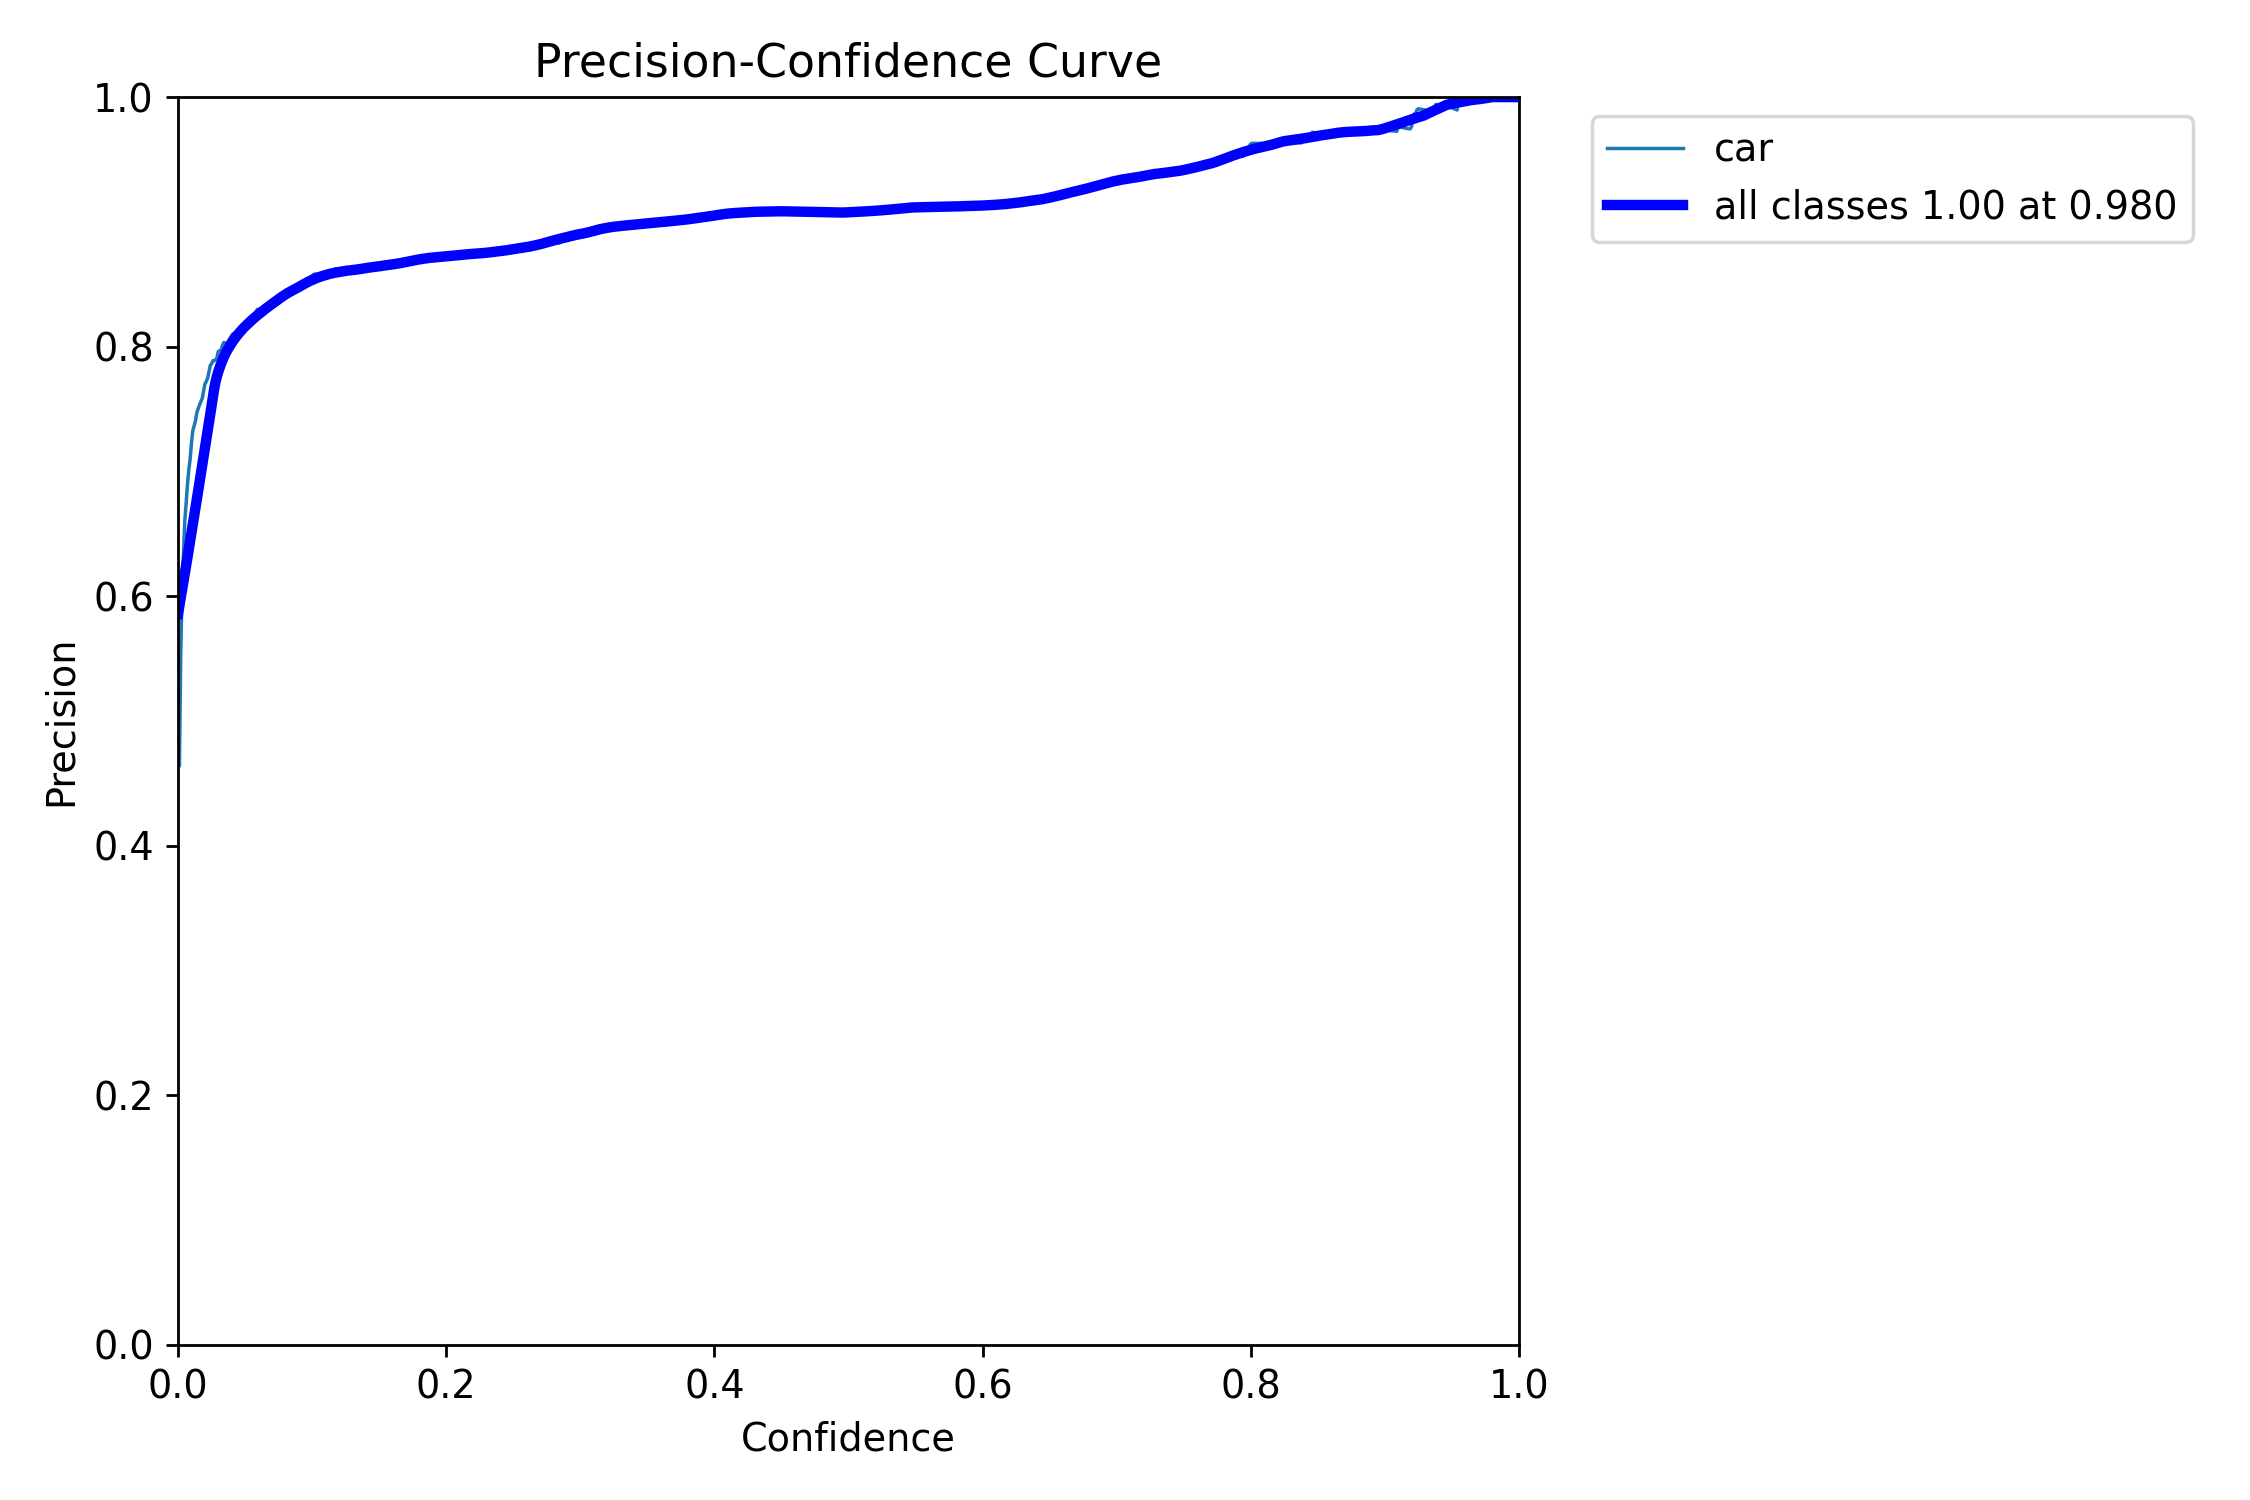 Precision-Confidence Curve
1.0
0.8
0.6
0.4
0.2
0.0
Precision
0.0 0.2 0.4 0.6 0.8 1.0
Confidence
car
all classes 1.00 at 0.980